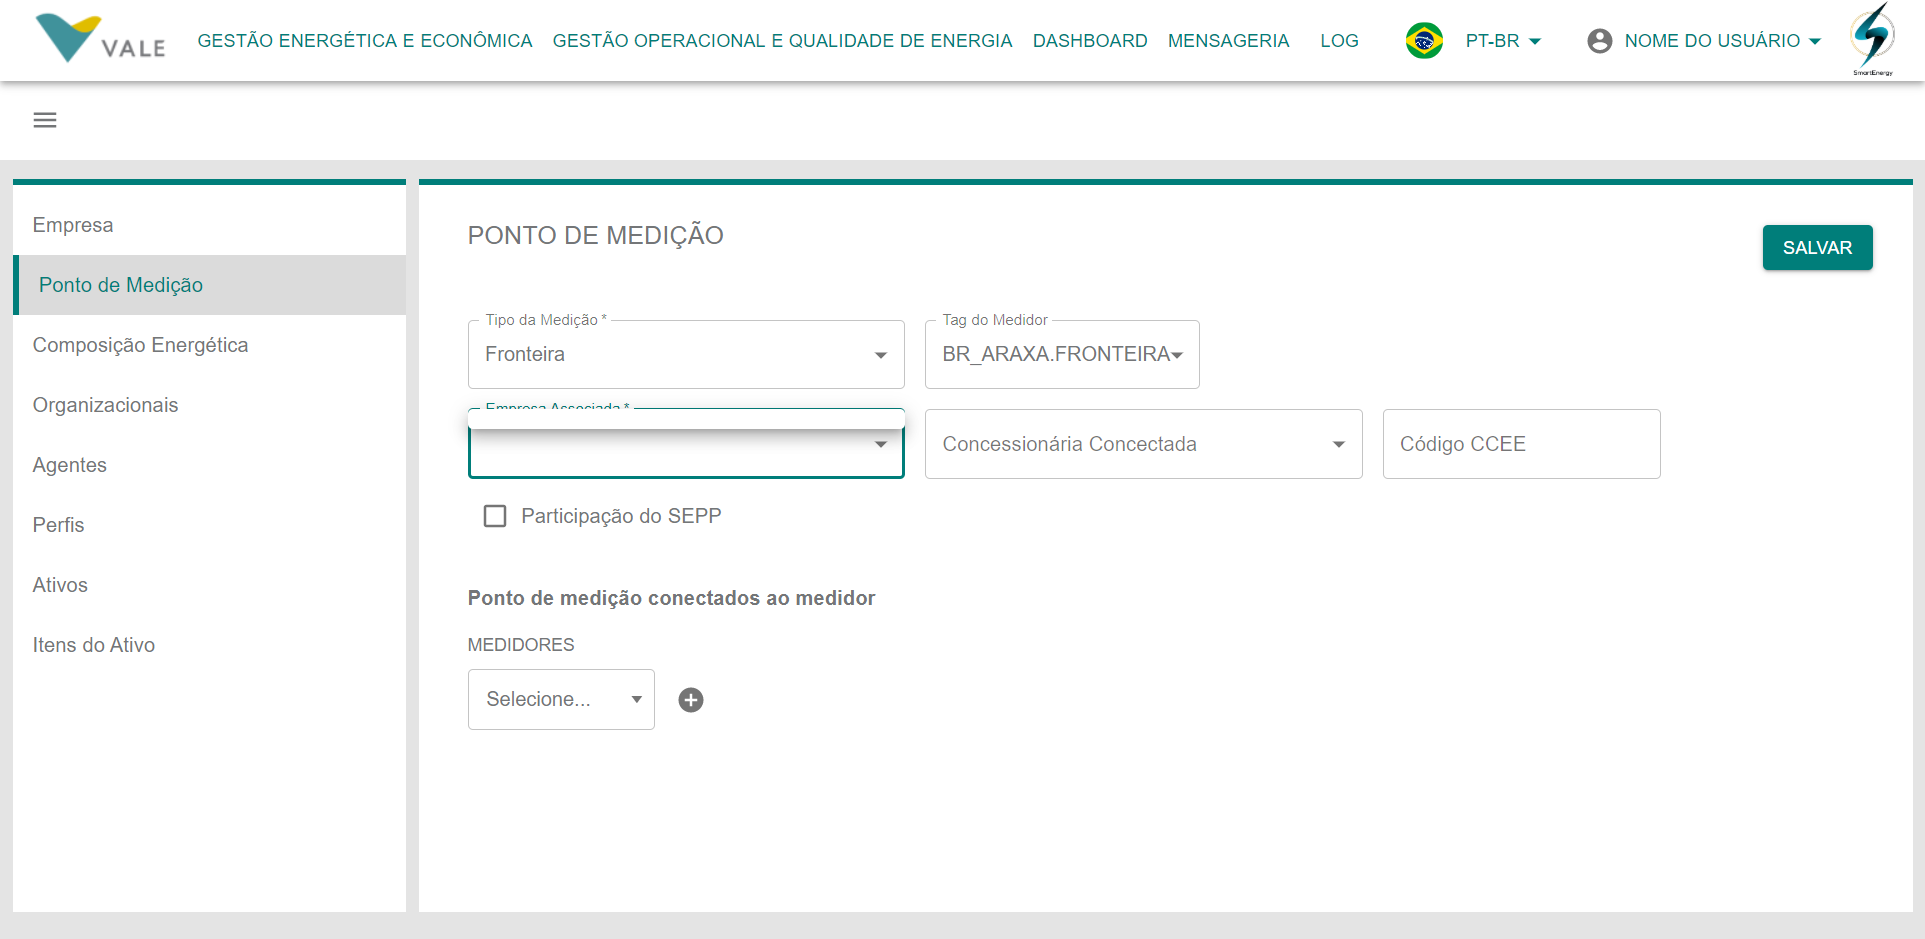 VALE
GESTÃO ENERGÉTICA E ECONÔMICA
GESTÃO OPERACIONAL E QUALIDADE DE ENERGIA
DASHBOARD
MENSAGERIA
LOG
PT-BR
NOME DO USUÁRIO
SmartEnergy
Empresa
Ponto de Medição
Composição Energética
Organizacionais
Agentes
Perfis
Ativos
Itens do Ativo
PONTO DE MEDIÇÃO
SALVAR
Tipo da Medição *
Fronteira
Tag do Medidor
BR_ARAXA.FRONTEIRA
Empresa Associada *
Concessionária Concectada
Código CCEE
Participação do SEPP
Ponto de medição conectados ao medidor
MEDIDORES
Selecione...